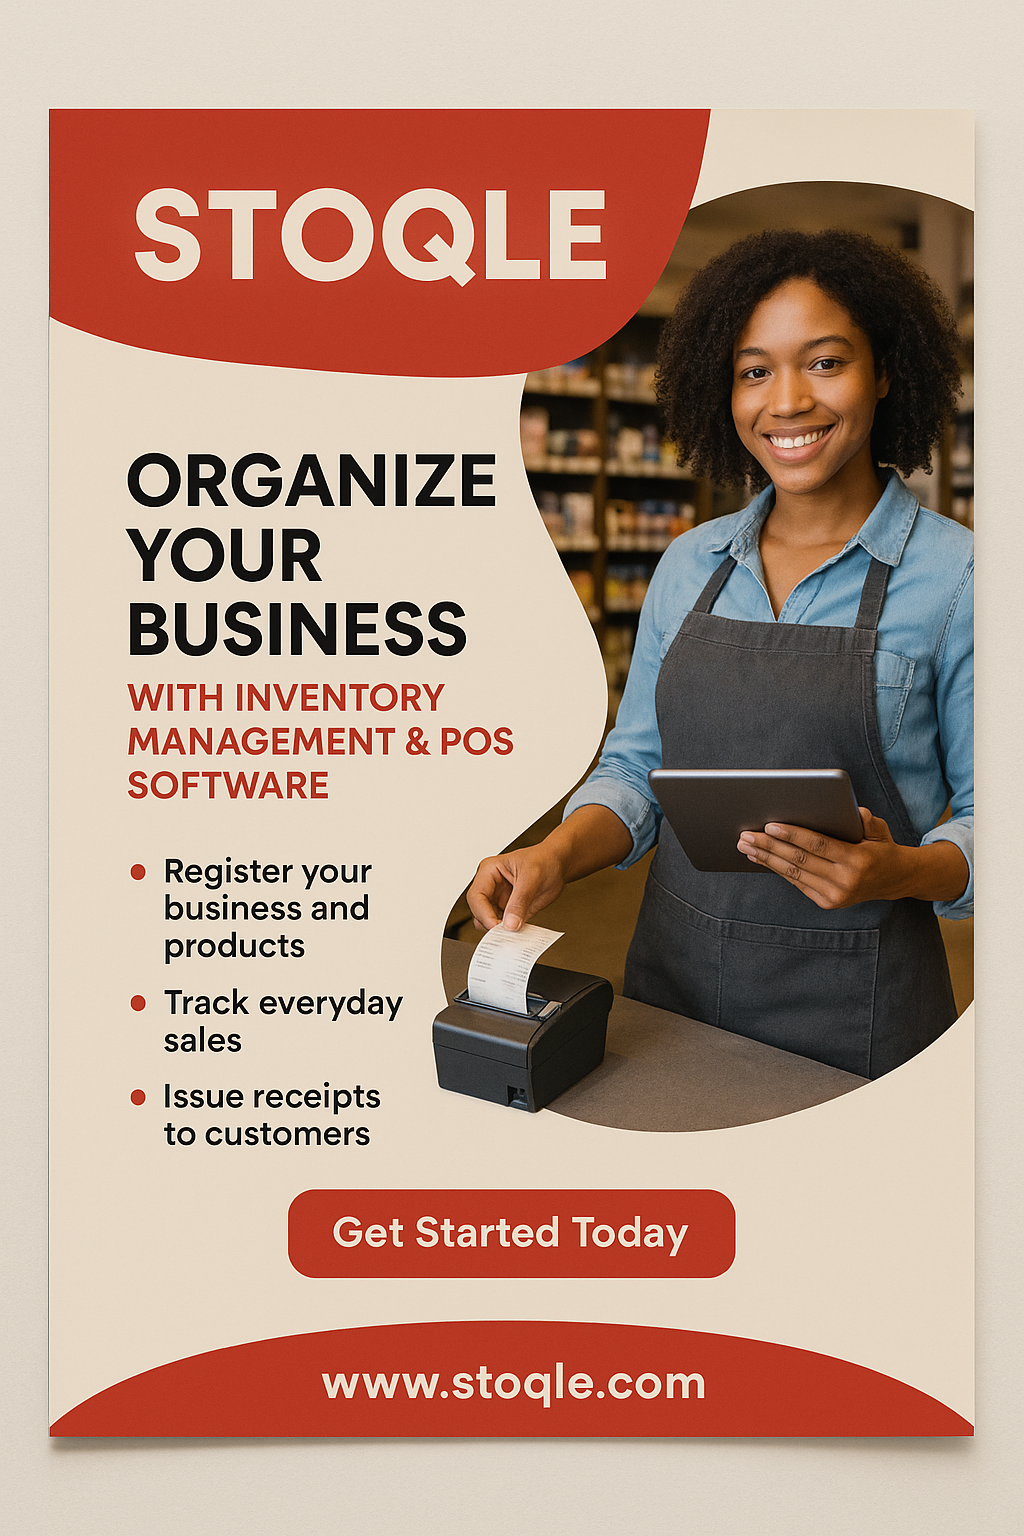 STOQLE
ORGANIZE
YOUR
BUSINESS
WITH INVENTORY
MANAGEMENT & POS
SOFTWARE
• Register your
business and
products
• Track everyday
sales
• Issue receipts
to customers
Get Started Today
www.stoqle.com